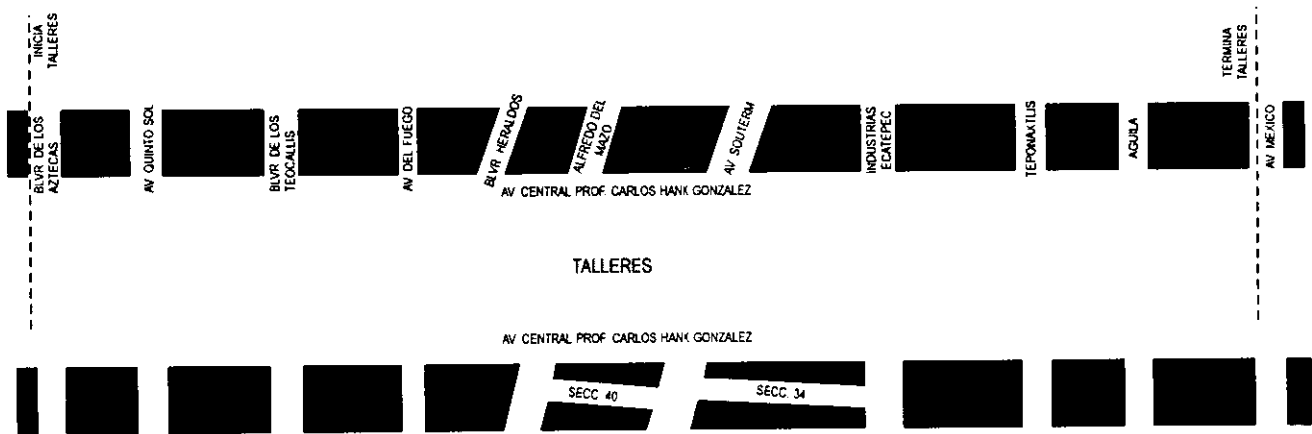 INICIA
TALLERES
TERMINA
TALLERES
BLVR DE LOS
AZTECAS
AV QUINTO SOL
BLVR DE LOS
TEOCALLIS
AV DEL FUEGO
BLVR HERALDOS
ALFREDO DEL
MAZO
AV SOUTERM
INDUSTRIAS
ECATEPEC
TEPONAXTLIS
AGUILA
AV MEXICO
AV CENTRAL PROF. CARLOS HANK GONZALEZ
TALLERES
AV CENTRAL PROF CARLOS HANK GONZALEZ
SECC 40
SECC. 34